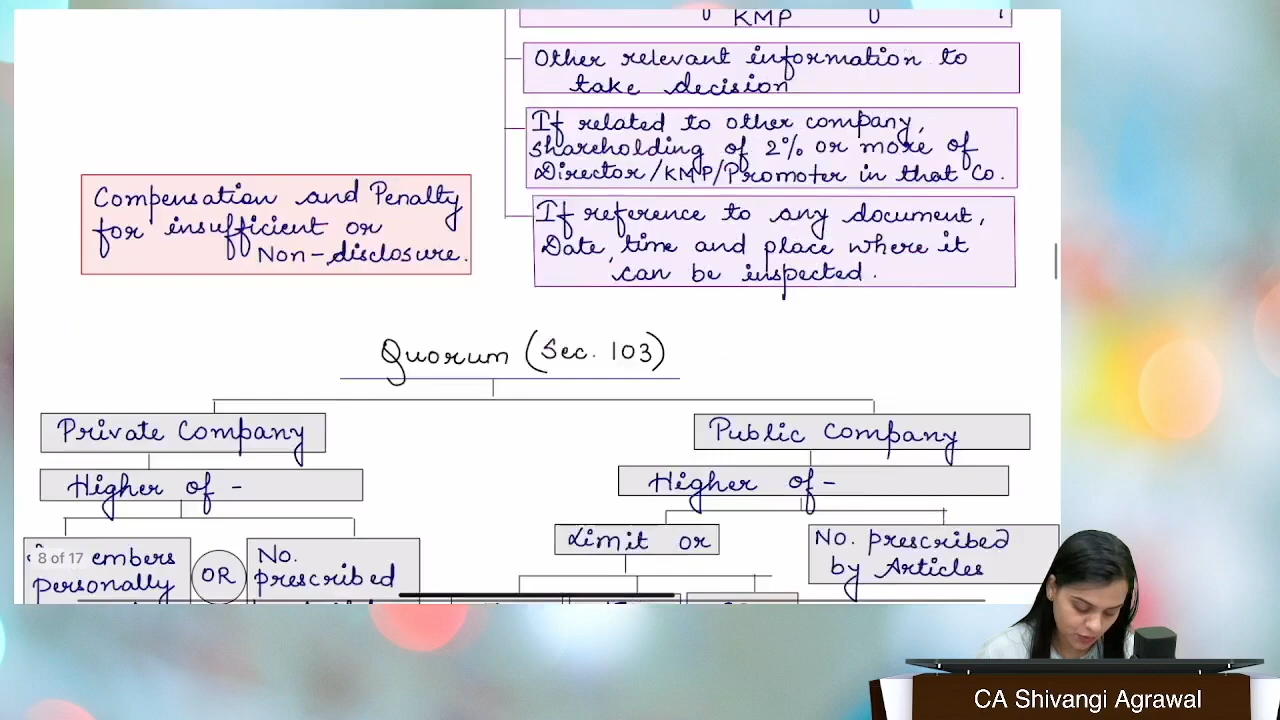 KMP
Other relevant information to
take decision
If related to other company,
shareholding of 2% or more of
Director/KMP/Promoter in that Co.
If reference to any document,
Date, time and place where it
can be inspected.
Compensation and Penalty
for insufficient or
Non-disclosure.
Quorum (Sec. 103)
Private Company
Higher of -
embers
personally
OR
No.
prescribed
Public Company
Higher of -
Limit or
No. prescribed
by Articles
8 of 17
CA Shivangi Agrawal